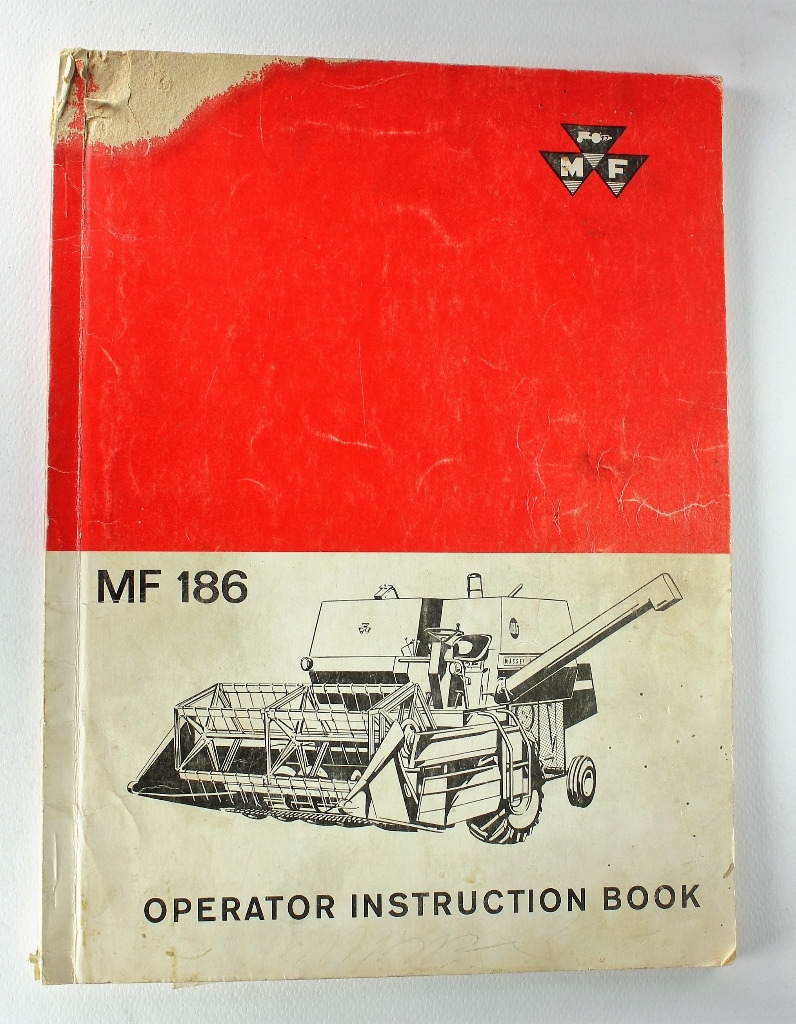 M F
MF 186
OPERATOR INSTRUCTION BOOK